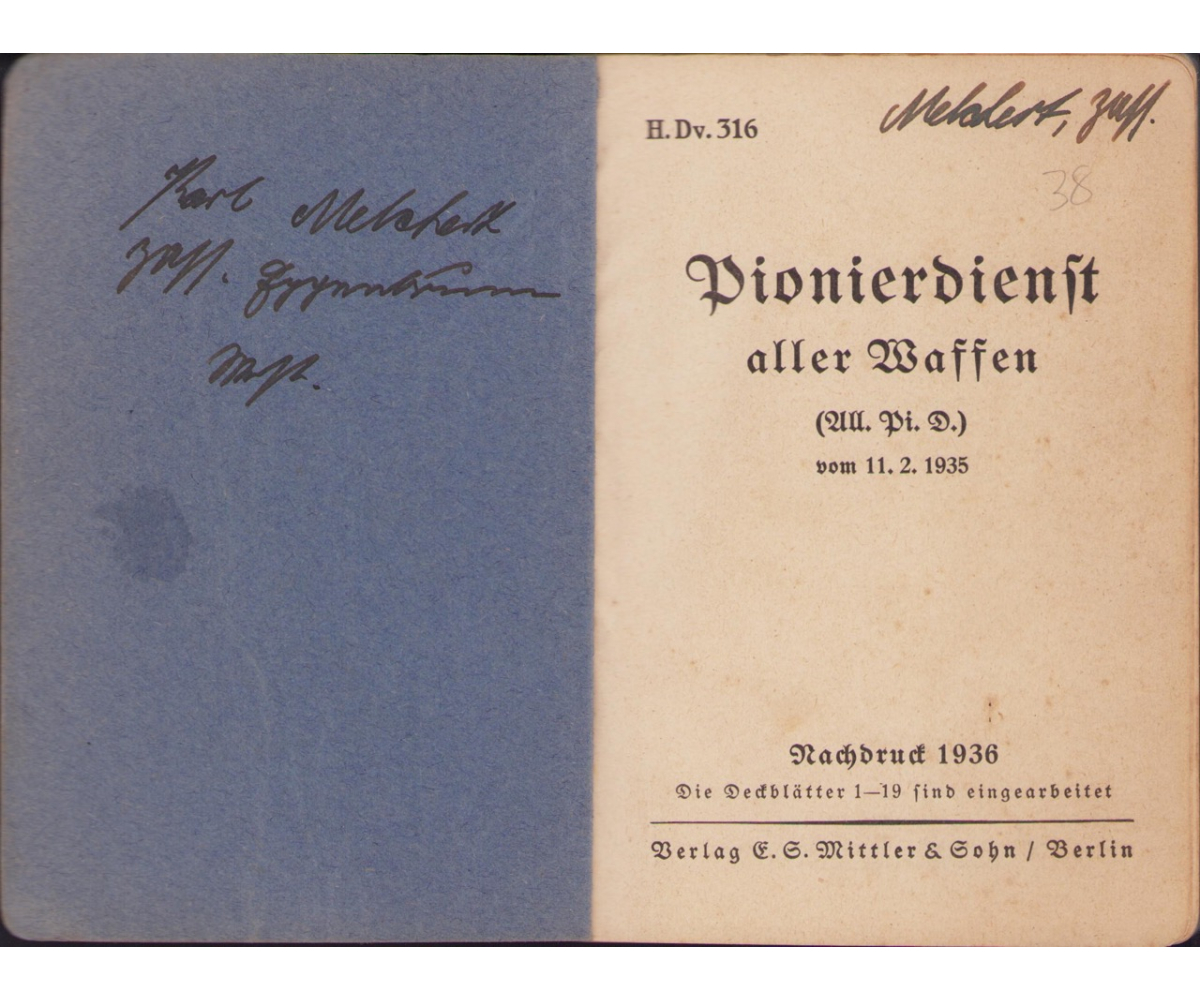 Karl Melchert
H. Dv. 316
Melchert,
38
Pionierdienst
aller Waffen
(All. Pi. D.)
vom 11. 2. 1935
Nachdruck 1936
Die Deckblätter 1—19 sind eingearbeitet
Verlag E. S. Mittler & Sohn / Berlin